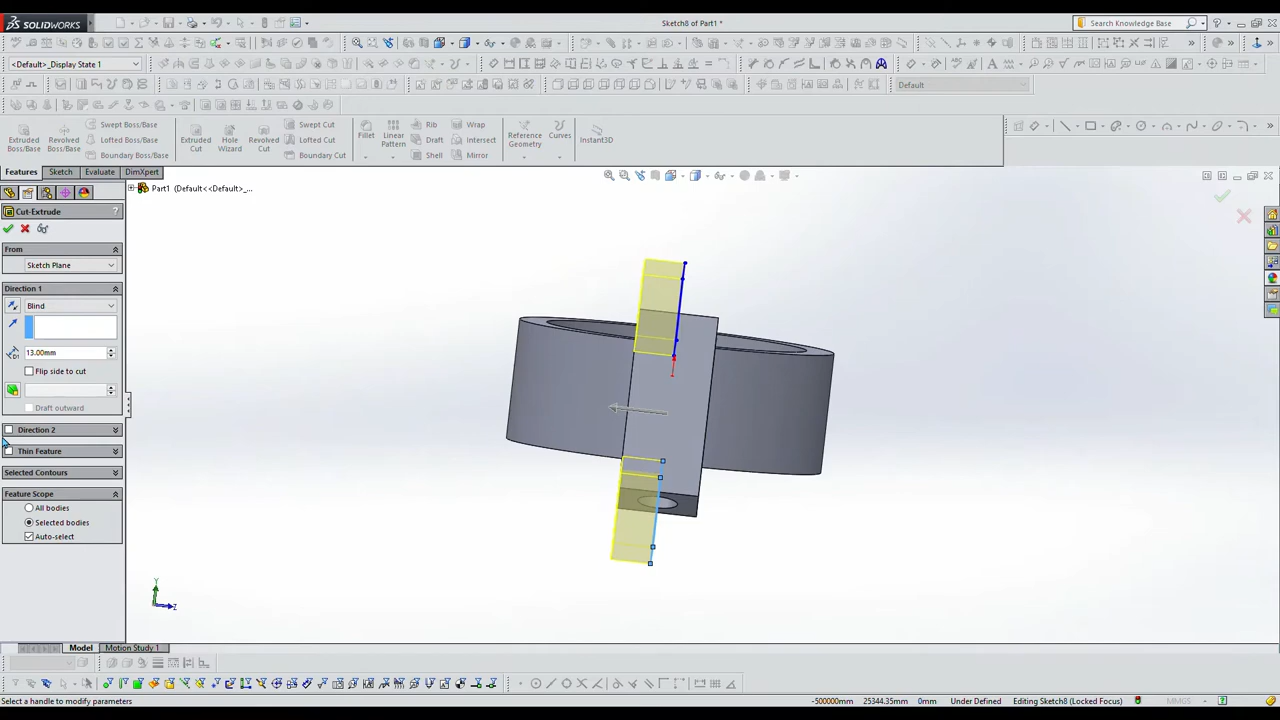 SOLIDWORKS
Sketch8 of Part1 *
Search Knowledge Base
<Default>_Display State 1
Default
Extruded Boss/Base
Revolved Boss/Base
Swept Boss/Base
Lofted Boss/Base
Boundary Boss/Base
Extruded Cut
Hole Wizard
Revolved Cut
Swept Cut
Lofted Cut
Boundary Cut
Fillet
Linear Pattern
Rib
Draft
Shell
Wrap
Intersect
Mirror
Reference Geometry
Curves
Instant3D
Features
Sketch
Evaluate
DimXpert
Part1 (Default<<Default>_...
Cut-Extrude
?
From
Sketch Plane
Direction 1
Blind
13.00mm
Flip side to cut
Draft outward
Direction 2
Thin Feature
Selected Contours
Feature Scope
All bodies
Selected bodies
Auto-select
Y
Z
Model
Motion Study 1
Select a handle to modify parameters
-500000mm
25344.35mm
0mm
Under Defined
Editing Sketch8 (Locked Focus)
MMGS